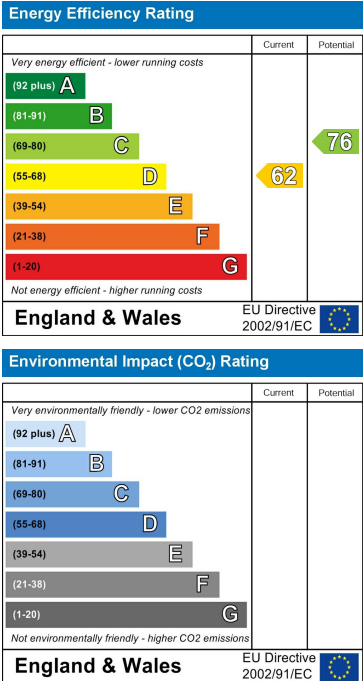 Energy Efficiency Rating
Current Potential
Very energy efficient - lower running costs
(92 plus) A
(81-91) B
(69-80) C
76
(55-68) D
62
(39-54) E
(21-38) F
(1-20) G
Not energy efficient - higher running costs
England & Wales
EU Directive
2002/91/EC
Environmental Impact (CO₂) Rating
Current Potential
Very environmentally friendly - lower CO2 emissions
(92 plus) A
(81-91) B
(69-80) C
(55-68) D
(39-54) E
(21-38) F
(1-20) G
Not environmentally friendly - higher CO2 emissions
England & Wales
EU Directive
2002/91/EC